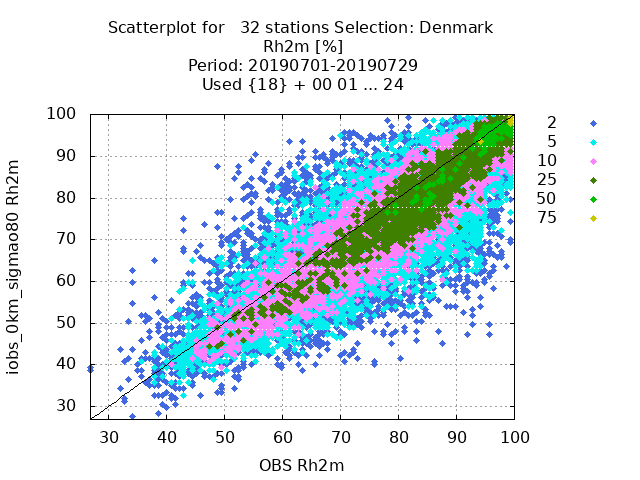 Scatterplot for   32 stations Selection: Denmark
Rh2m [%]
Period: 20190701-20190729
Used {18} + 00 01 ... 24
100
90
80
70
60
50
40
30
30 40 50 60 70 80 90 100
iobs_0km_sigmao80 Rh2m
OBS Rh2m
2
5
10
25
50
75